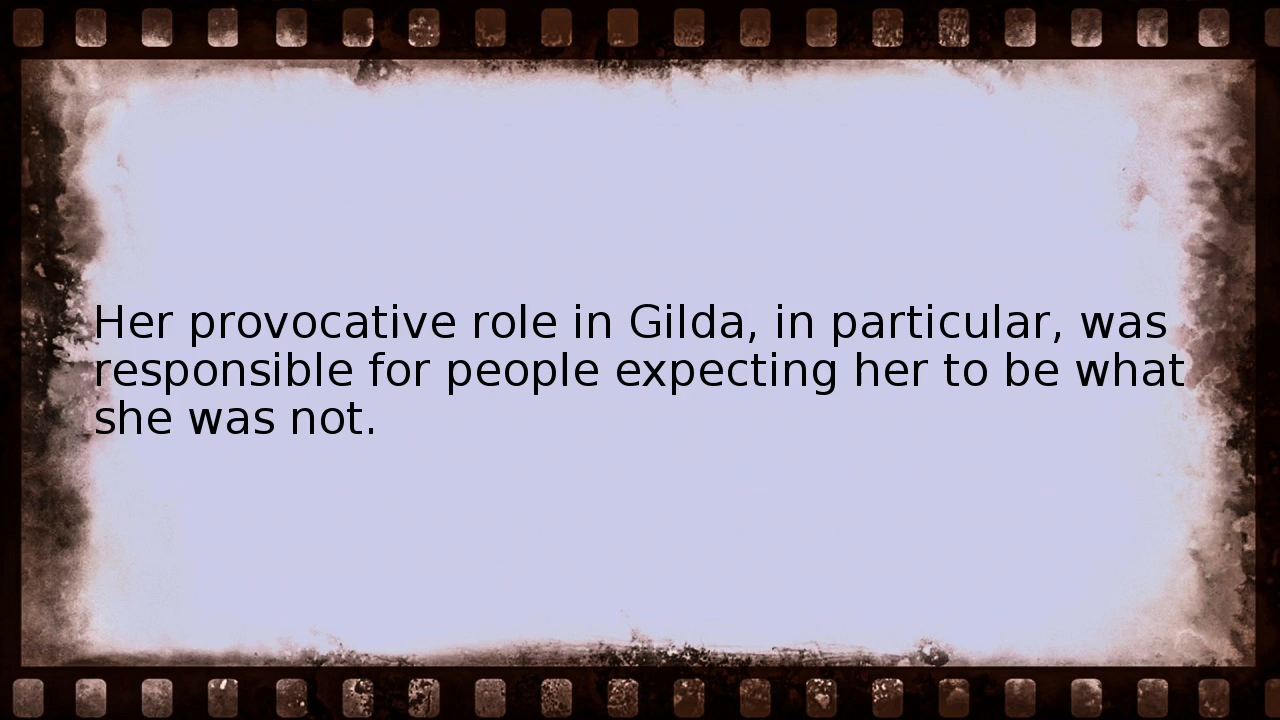 Her provocative role in Gilda, in particular, was
responsible for people expecting her to be what
she was not.